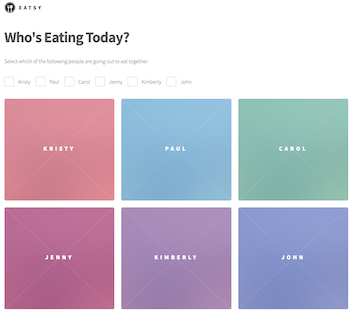 EATSY
Who's Eating Today?
Select which of the following people are going out to eat together.
Kristy Paul Carol Jenny Kimberly John
KRISTY PAUL CAROL
JENNY KIMBERLY JOHN